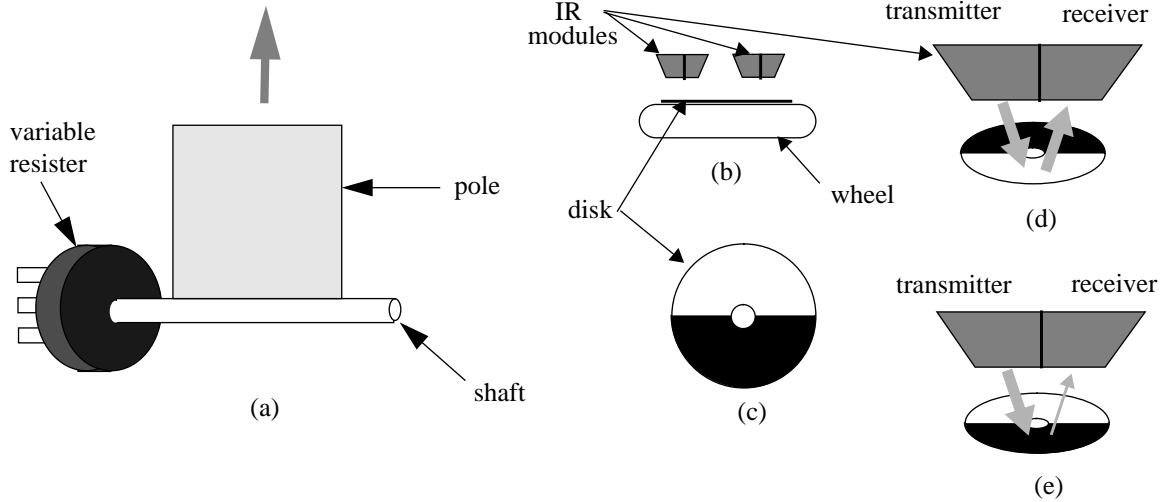 variable
resister
pole
shaft
(a)
IR
modules
disk
wheel
(b)
(c)
transmitter
receiver
(d)
transmitter
receiver
(e)